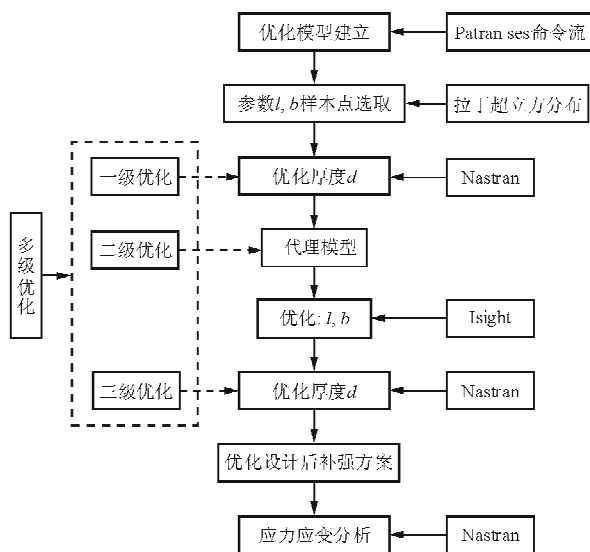 优化模型建立
Patran ses命令流
参数l, b样本点选取
拉丁超立方分布
一级优化
优化厚度d
Nastran
多级优化
二级优化
代理模型
优化: l, b
Isight
三级优化
优化厚度d
Nastran
优化设计后补强方案
应力应变分析
Nastran